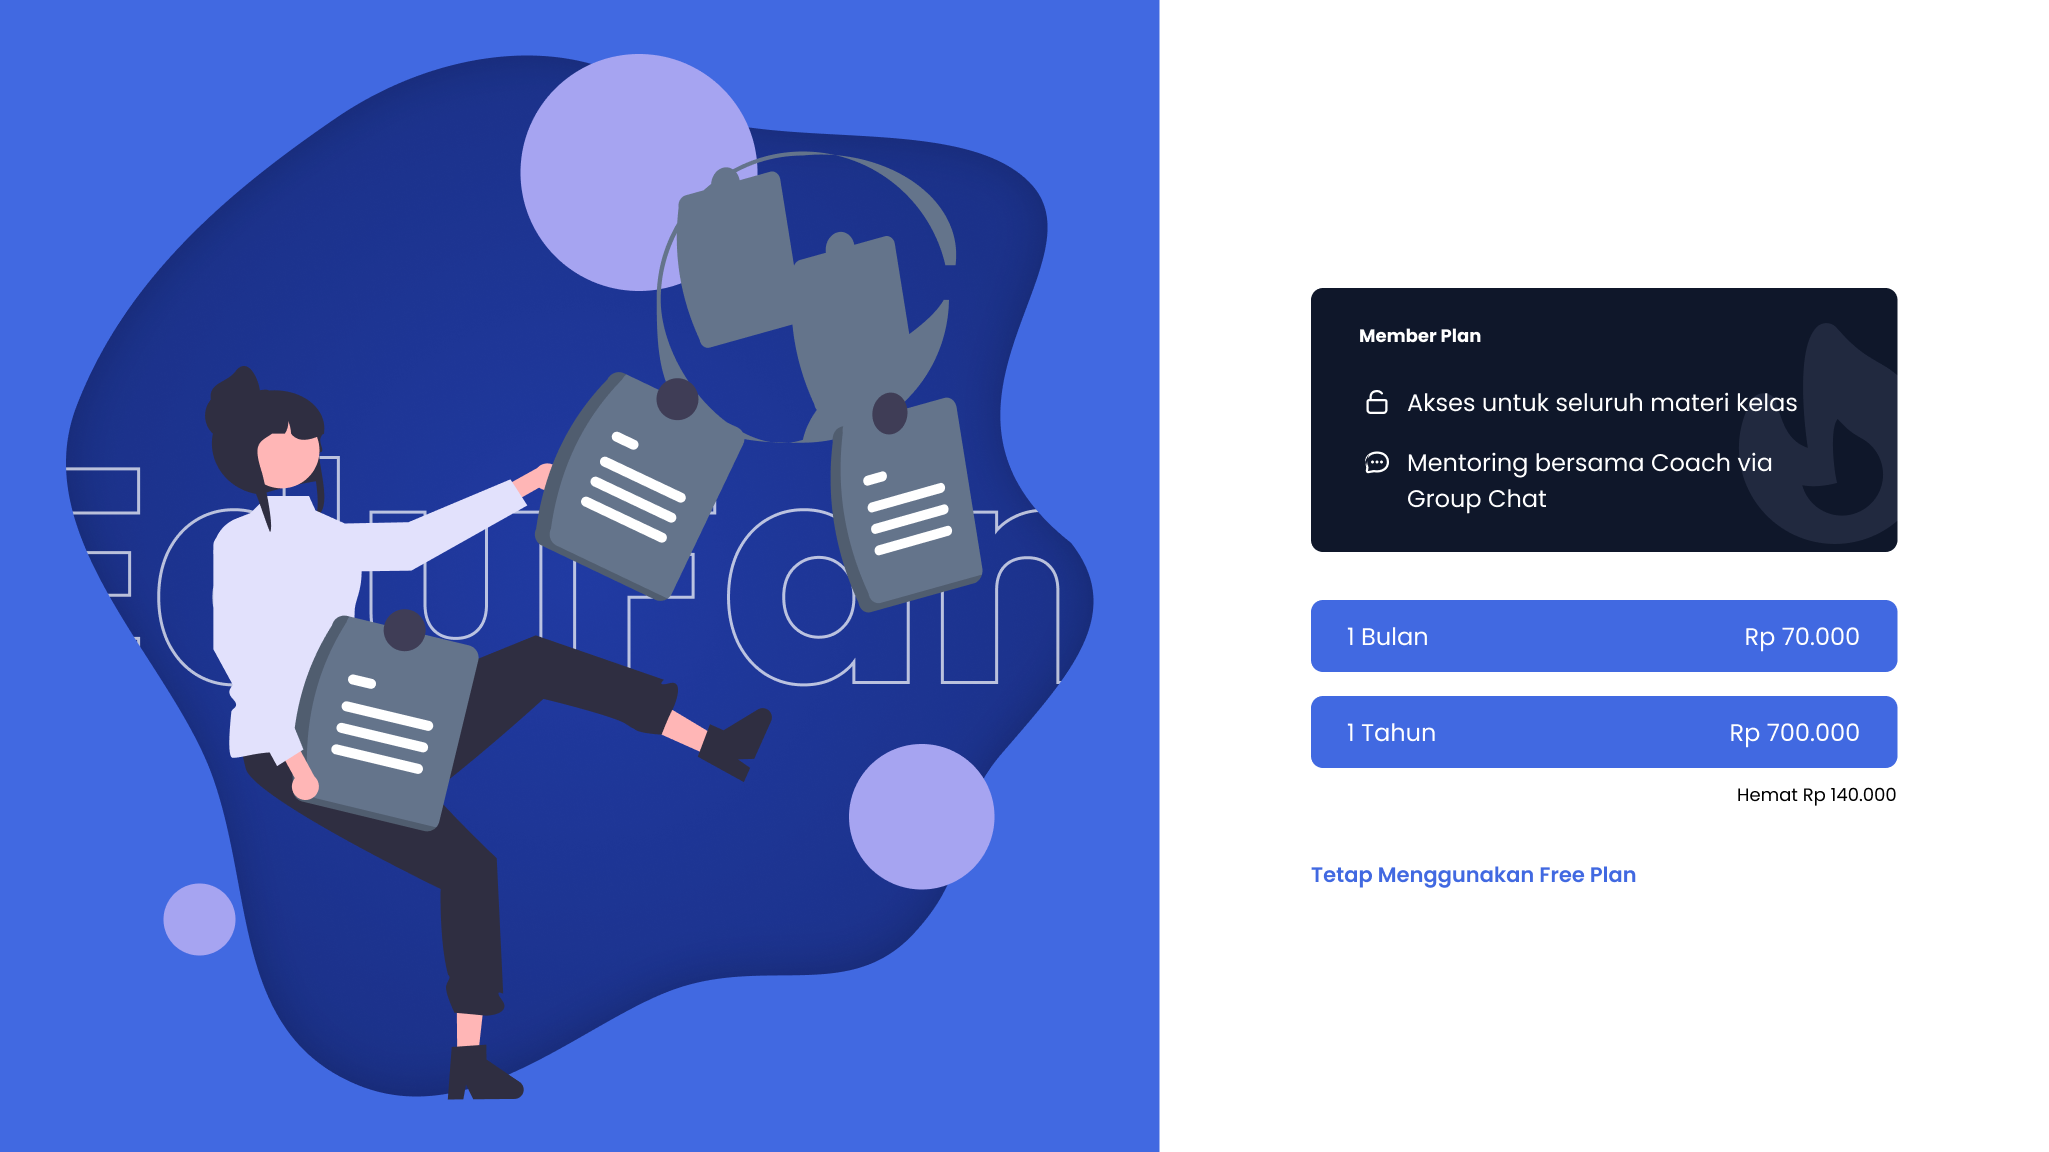 Eduran
Member Plan
Akses untuk seluruh materi kelas
Mentoring bersama Coach via
Group Chat
1 Bulan Rp 70.000
1 Tahun Rp 700.000
Hemat Rp 140.000
Tetap Menggunakan Free Plan